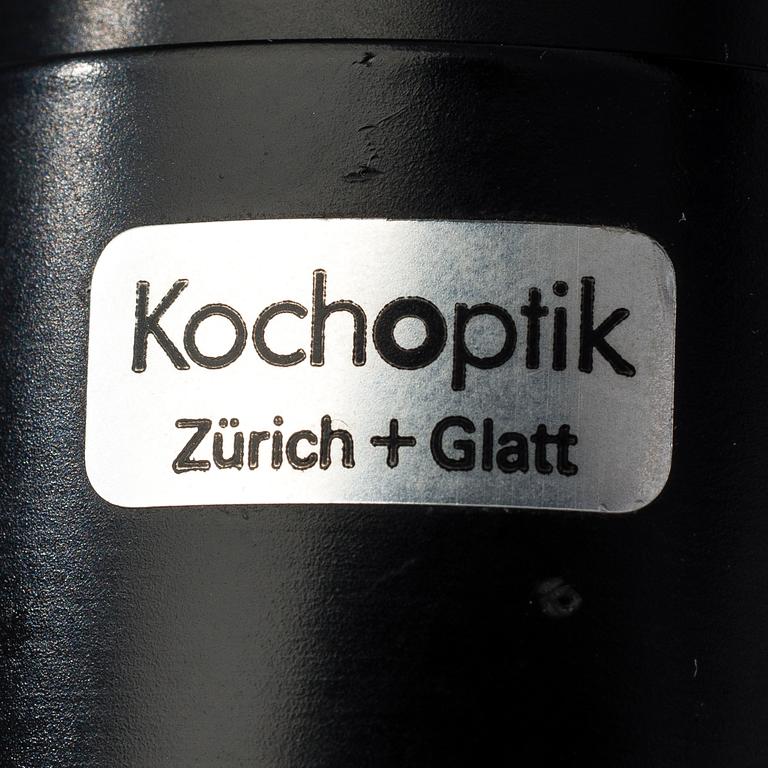 Kochoptik
Zürich + Glatt